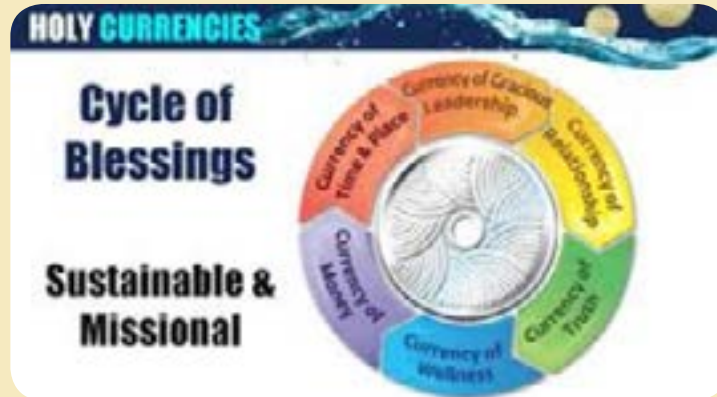 HOLY CURRENCIES
Cycle of
Blessings
Sustainable &
Missional
Currency of Gracious
Leadership
Currency of
Relationship
Currency of
Truth
Currency of
Wellness
Currency of
Money
Currency of
Time & Place